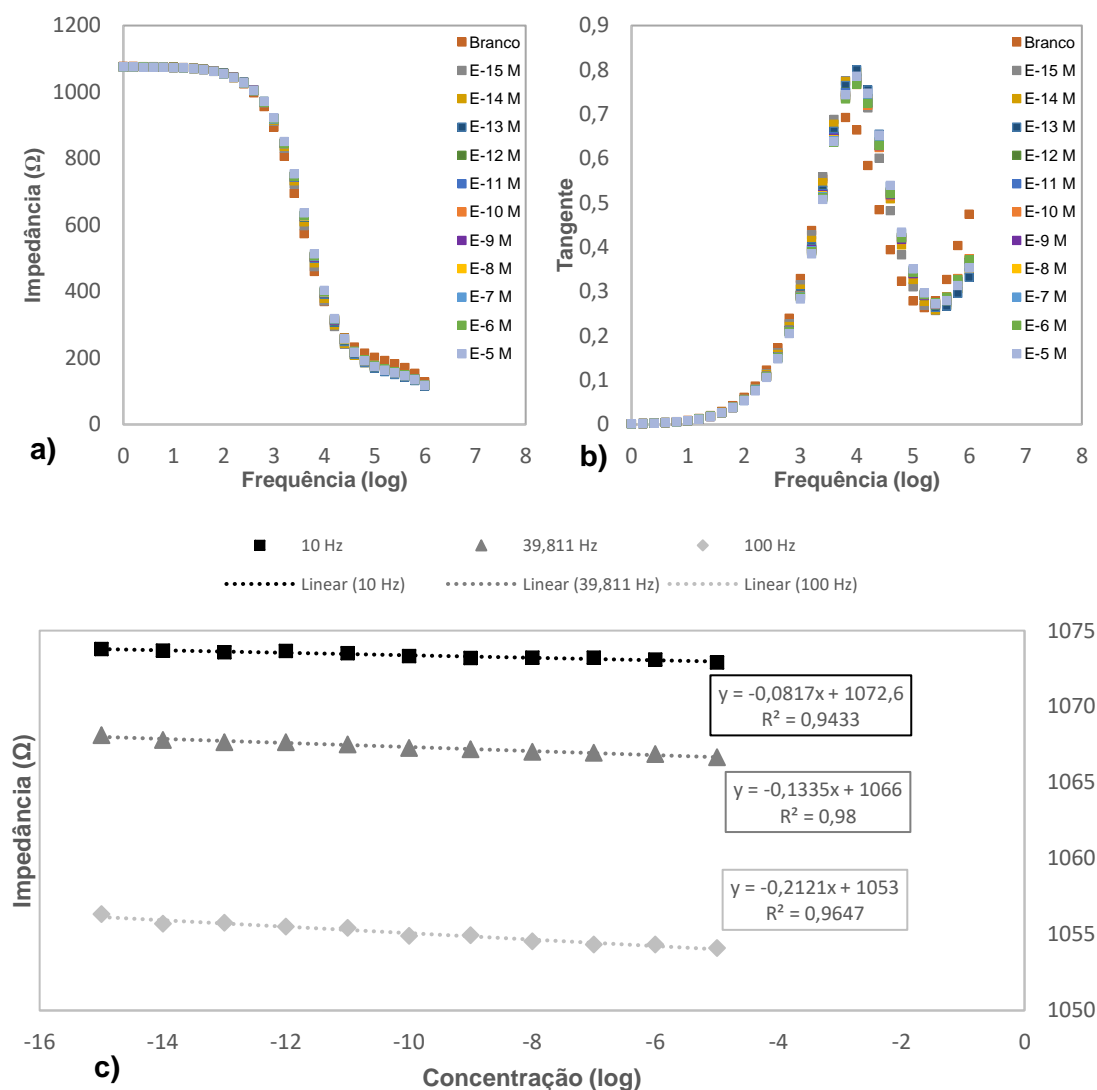 Impedância (Ω)
1200
1000
800
600
400
200
0
0 1 2 3 4 5 6 7 8
Frequência (log)
Branco
E-15 M
E-14 M
E-13 M
E-12 M
E-11 M
E-10 M
E-9 M
E-8 M
E-7 M
E-6 M
E-5 M
a)
Tangente
0,9
0,8
0,7
0,6
0,5
0,4
0,3
0,2
0,1
0
0 1 2 3 4 5 6 7 8
Frequência (log)
Branco
E-15 M
E-14 M
E-13 M
E-12 M
E-11 M
E-10 M
E-9 M
E-8 M
E-7 M
E-6 M
E-5 M
b)
10 Hz 39,811 Hz 100 Hz
Linear (10 Hz) Linear (39,811 Hz) Linear (100 Hz)
Impedância (Ω)
1075
1070
1065
1060
1055
1050
y = -0,0817x + 1072,6
R² = 0,9433
y = -0,1335x + 1066
R² = 0,98
y = -0,2121x + 1053
R² = 0,9647
-16 -14 -12 -10 -8 -6 -4 -2 0
c)
Concentração (log)